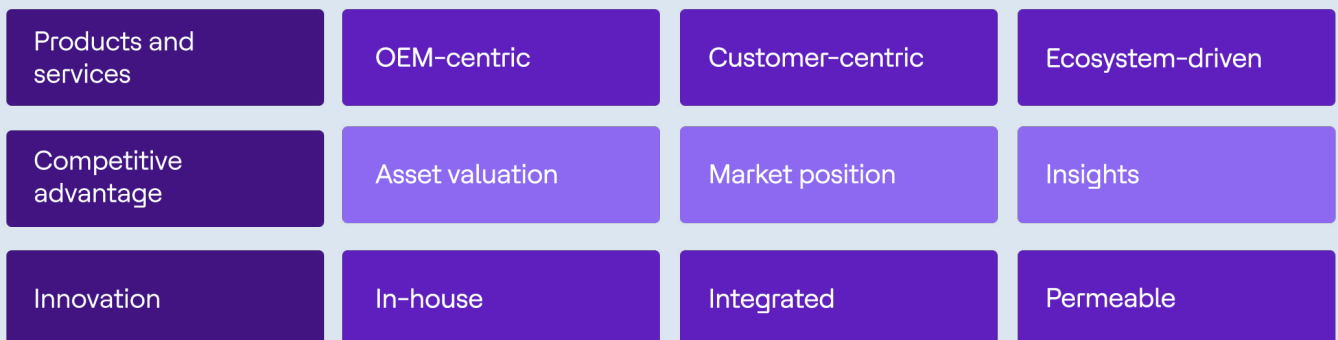 Products and
services
OEM-centric
Customer-centric
Ecosystem-driven
Competitive
advantage
Asset valuation
Market position
Insights
Innovation
In-house
Integrated
Permeable